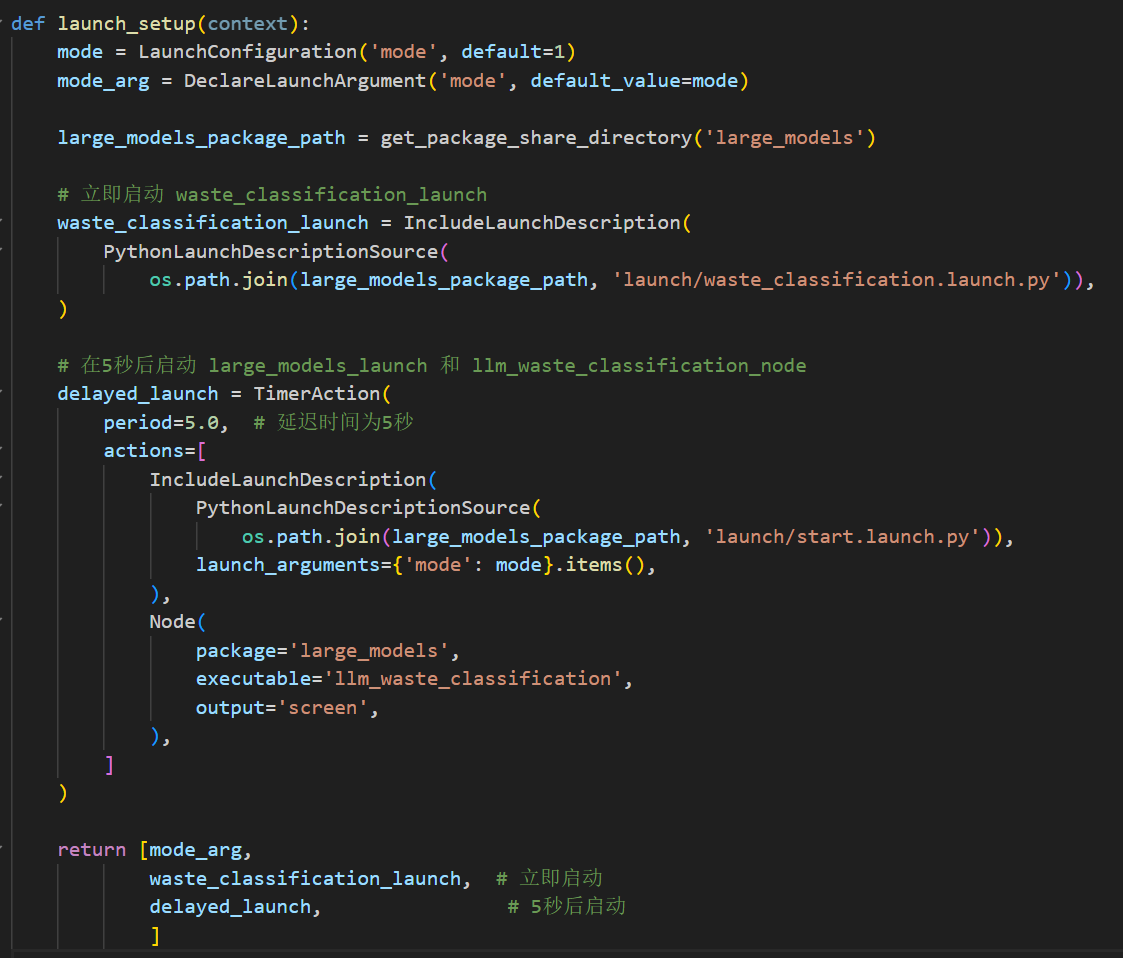 def launch_setup(context):
    mode = LaunchConfiguration('mode', default=1)
    mode_arg = DeclareLaunchArgument('mode', default_value=mode)

    large_models_package_path = get_package_share_directory('large_models')

    # 立即启动 waste_classification_launch
    waste_classification_launch = IncludeLaunchDescription(
        PythonLaunchDescriptionSource(
            os.path.join(large_models_package_path, 'launch/waste_classification.launch.py')),
    )

    # 在5秒后启动 large_models_launch 和 llm_waste_classification_node
    delayed_launch = TimerAction(
        period=5.0,  # 延迟时间为5秒
        actions=[
            IncludeLaunchDescription(
                PythonLaunchDescriptionSource(
                    os.path.join(large_models_package_path, 'launch/start.launch.py')),
                launch_arguments={'mode': mode}.items(),
            ),
            Node(
                package='large_models',
                executable='llm_waste_classification',
                output='screen',
            ),
        ]
    )

    return [mode_arg,
            waste_classification_launch,  # 立即启动
            delayed_launch,                # 5秒后启动
            ]